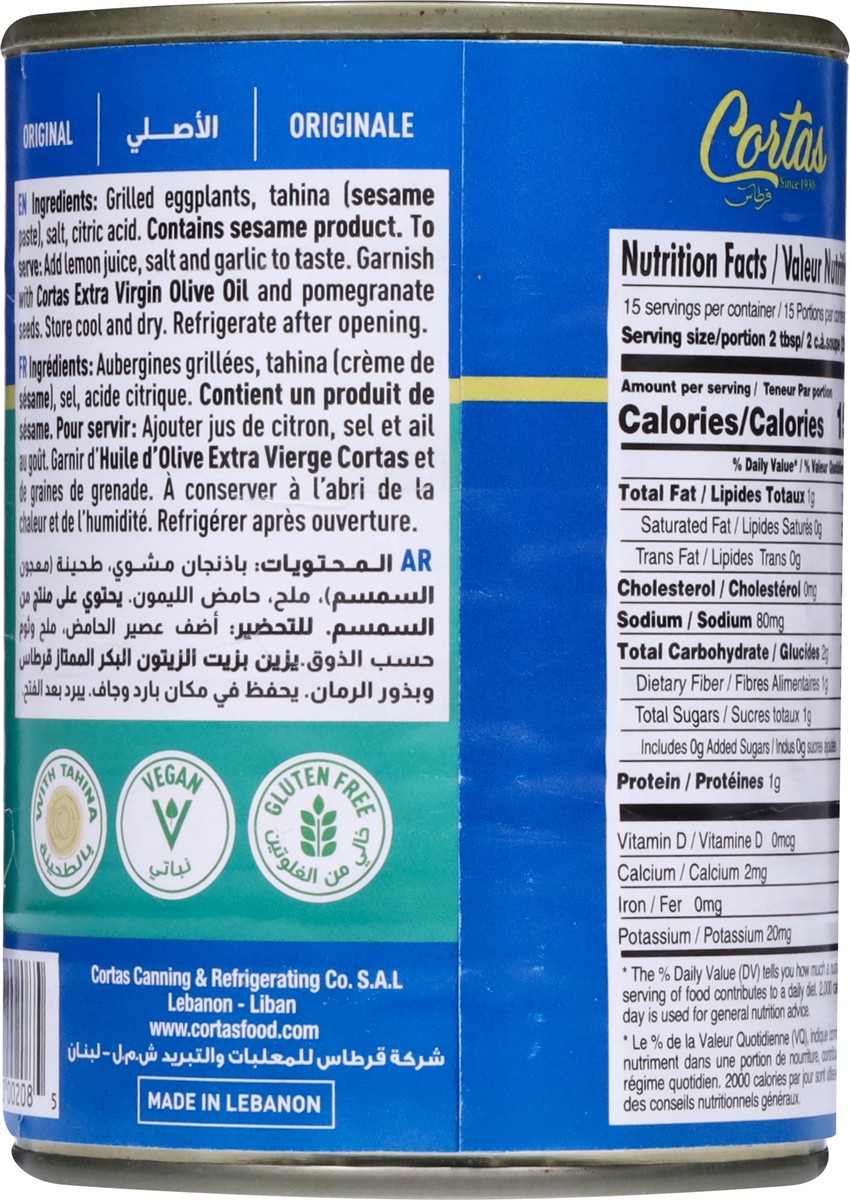 ORIGINAL الأصلي ORIGINALE
EN Ingredients: Grilled eggplants, tahina (sesame
paste), salt, citric acid. Contains sesame product. To
serve: Add lemon juice, salt and garlic to taste. Garnish
with Cortas Extra Virgin Olive Oil and pomegranate
seeds. Store cool and dry. Refrigerate after opening.
FR Ingrédients: Aubergines grillées, tahina (crème de
sésame), sel, acide citrique. Contient un produit de
sésame. Pour servir: Ajouter jus de citron, sel et ail
au goût. Garnir d'Huile d'Olive Extra Vierge Cortas et
de graines de grenade. À conserver à l'abri de la
chaleur et de l'humidité. Refrigérer après ouverture.
AR المحتويات: باذنجان مشوي، طحينة (معجون
السمسم)، ملح، حامض الليمون. يحتوي على منتج من
السمسم. للتحضير: أضف عصير الحامض، ملح وثوم
حسب الذوق. يزين بزيت الزيتون البكر الممتاز قرطاس
وبذور الرمان. يحفظ في مكان بارد وجاف. يبرد بعد الفتح.
WITH TAHINA
بالطحينة
VEGAN
نباتي
GLUTEN FREE
خالي من الغلوتين
Cortas Canning & Refrigerating Co. S.A.L
Lebanon - Liban
www.cortasfood.com
شركة قرطاس للمعلبات والتبريد ش.م.ل - لبنان
MADE IN LEBANON
00208 5
Cortas
Since 1930
قرطاس
Nutrition Facts / Valeur
15 servings per container / 15 Portions par
Serving size/portion 2 tbsp/ 2 c.à.soupe
Amount per serving / Teneur Par portion
Calories/Calories
% Daily Value* / % Valeur
Total Fat / Lipides Totaux 1g
Saturated Fat / Lipides Saturés 0g
Trans Fat / Lipides Trans 0g
Cholesterol / Cholestérol 0mg
Sodium / Sodium 80mg
Total Carbohydrate / Glucides 2g
Dietary Fiber / Fibres Alimentaires 1g
Total Sugars / Sucres totaux 1g
Includes 0g Added Sugars / Inclus 0g sucres ajoutés
Protein / Protéines 1g
Vitamin D / Vitamine D 0mcg
Calcium / Calcium 2mg
Iron / Fer 0mg
Potassium / Potassium 20mg
* The % Daily Value (DV) tells you how much a
serving of food contributes to a daily diet. 2,000
day is used for general nutrition advice.
* Le % de la Valeur Quotidienne (VQ), indique
nutriment dans une portion de nourriture,
régime quotidien. 2000 calories par jour sont
des conseils nutritionnels généraux.